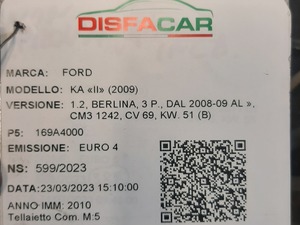 DISFACAR
MARCA: FORD
MODELLO: KA «II» (2009)
VERSIONE: 1.2, BERLINA, 3 P., DAL 2008-09 AL »,
CM3 1242, CV 69, KW. 51 (B)
P5: 169A4000
EMISSIONE: EURO 4
NS: 599/2023
DATA:23/03/2023 15:10:00
ANNO IMM: 2010
Tellaietto Com. M:5